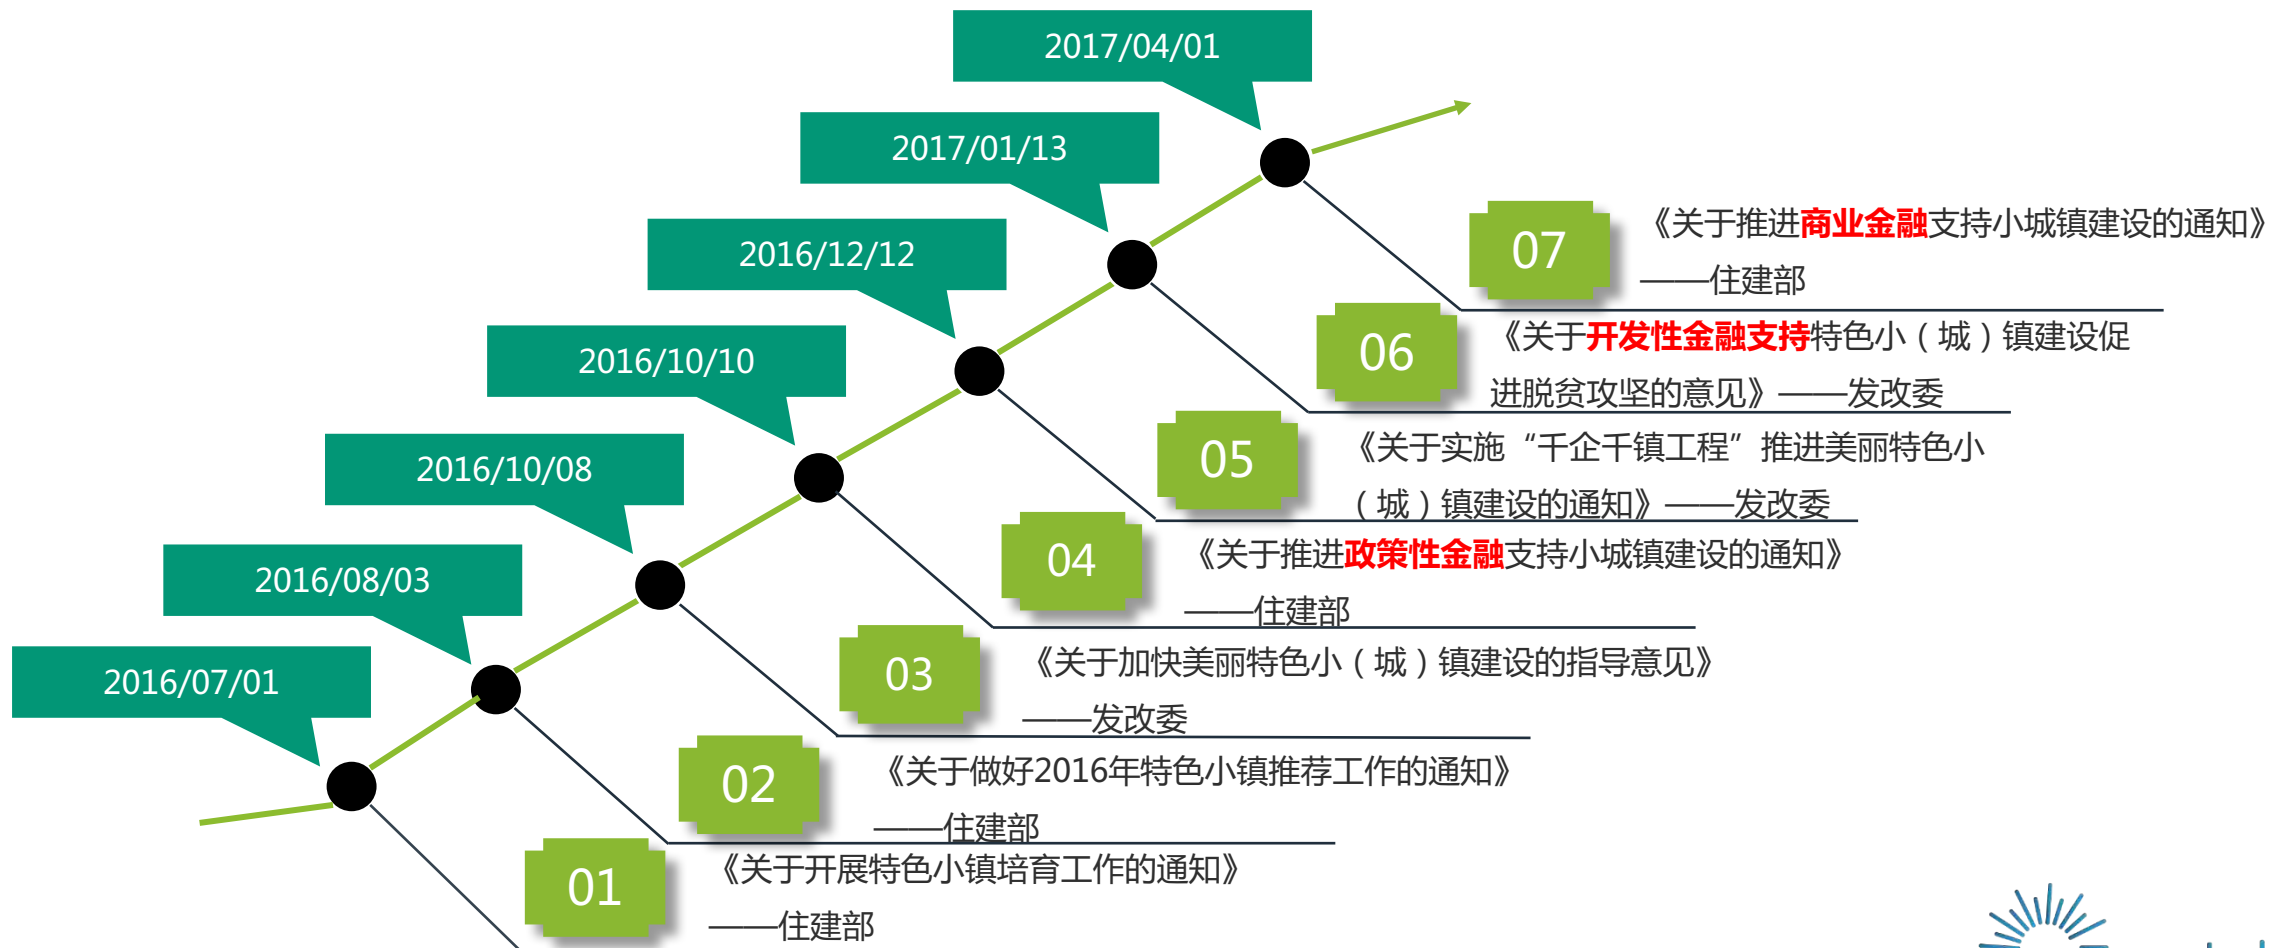 2017/04/01
2017/01/13
2016/12/12
2016/10/10
2016/10/08
2016/08/03
2016/07/01
07
《关于推进商业金融支持小城镇建设的通知》
——住建部
06
《关于开发性金融支持特色小（城）镇建设促
进脱贫攻坚的意见》——发改委
05
《关于实施“千企千镇工程”推进美丽特色小
（城）镇建设的通知》——发改委
04
《关于推进政策性金融支持小城镇建设的通知》
——住建部
03
《关于加快美丽特色小（城）镇建设的指导意见》
——发改委
02
《关于做好2016年特色小镇推荐工作的通知》
——住建部
01
《关于开展特色小镇培育工作的通知》
——住建部